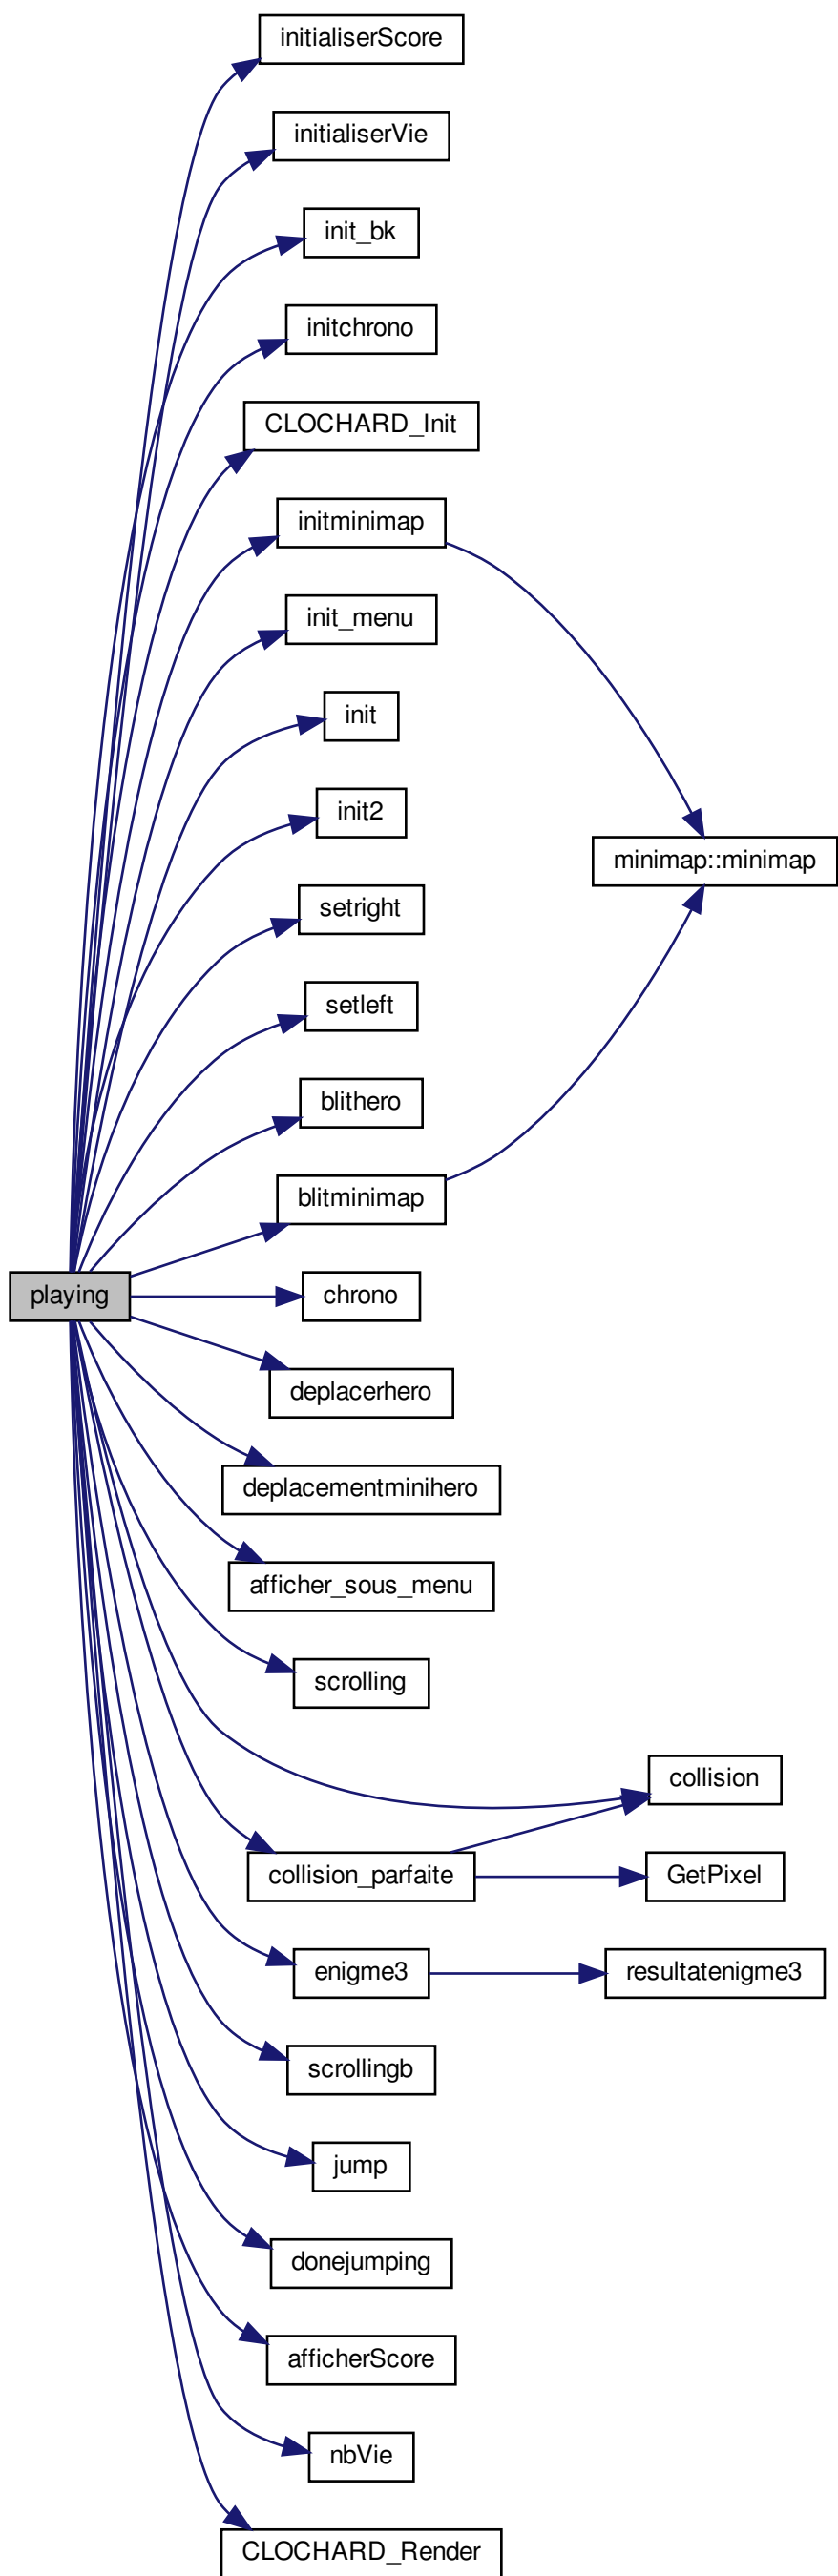 initialiserScore
initialiserVie
init_bk
initchrono
CLOCHARD_Init
initminimap
init_menu
init
init2
minimap::minimap
setright
setleft
blithero
blitminimap
playing
chrono
deplacerhero
deplacementminihero
afficher_sous_menu
scrolling
collision
collision_parfaite
GetPixel
enigme3
resultatenigme3
scrollingb
jump
donejumping
afficherScore
nbVie
CLOCHARD_Render